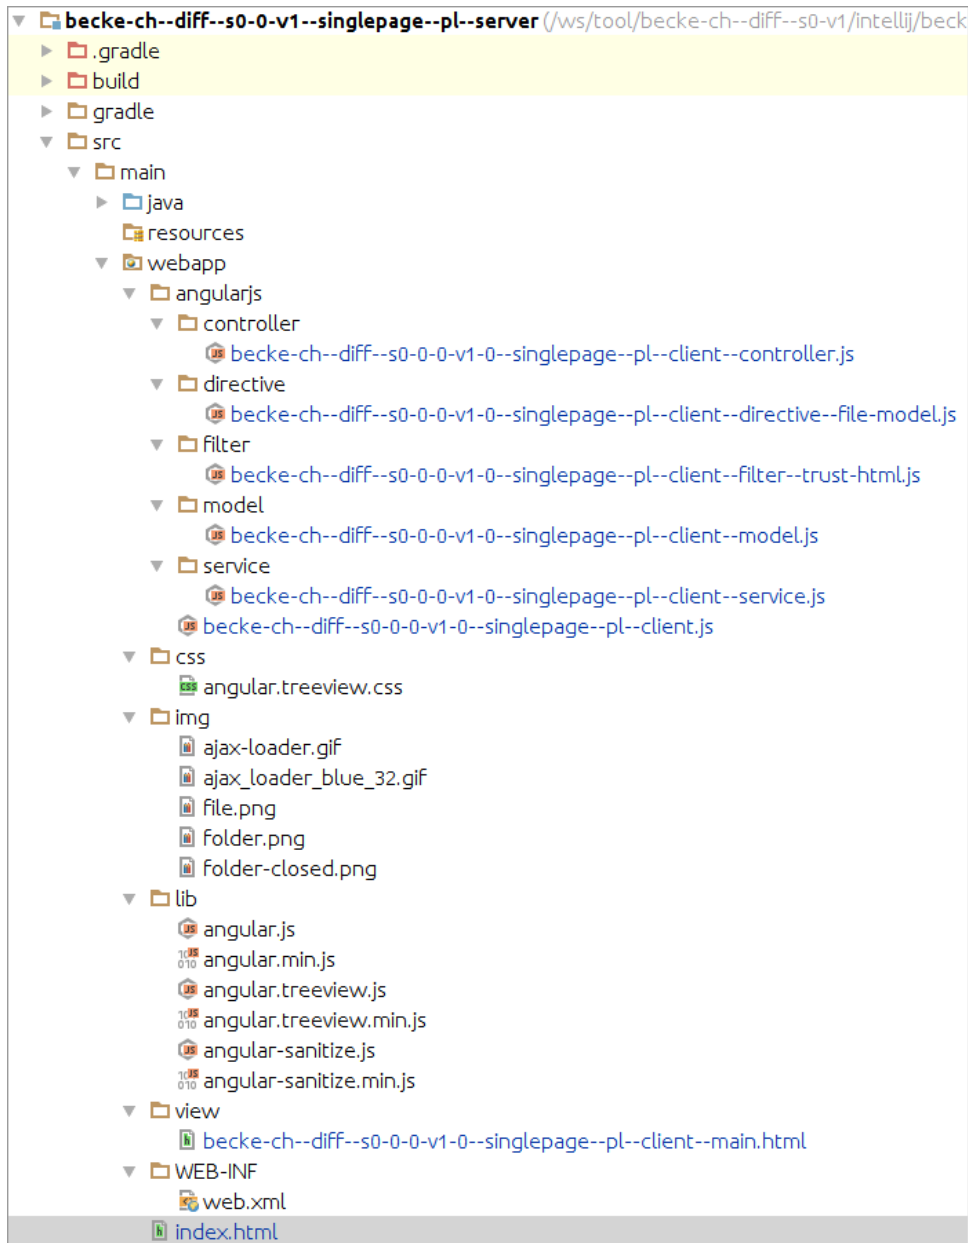 becke-ch--diff--s0-0-v1--singlepage--pl--server (/ws/tool/becke-ch--diff--s0-v1/intellij/beck
.gradle
build
gradle
src
main
java
resources
webapp
angularjs
controller
becke-ch--diff--s0-0-0-v1-0--singlepage--pl--client--controller.js
directive
becke-ch--diff--s0-0-0-v1-0--singlepage--pl--client--directive--file-model.js
filter
becke-ch--diff--s0-0-0-v1-0--singlepage--pl--client--filter--trust-html.js
model
becke-ch--diff--s0-0-0-v1-0--singlepage--pl--client--model.js
service
becke-ch--diff--s0-0-0-v1-0--singlepage--pl--client--service.js
becke-ch--diff--s0-0-0-v1-0--singlepage--pl--client.js
css
angular.treeview.css
img
ajax-loader.gif
ajax_loader_blue_32.gif
file.png
folder.png
folder-closed.png
lib
angular.js
angular.min.js
angular.treeview.js
angular.treeview.min.js
angular-sanitize.js
angular-sanitize.min.js
view
becke-ch--diff--s0-0-0-v1-0--singlepage--pl--client--main.html
WEB-INF
web.xml
index.html